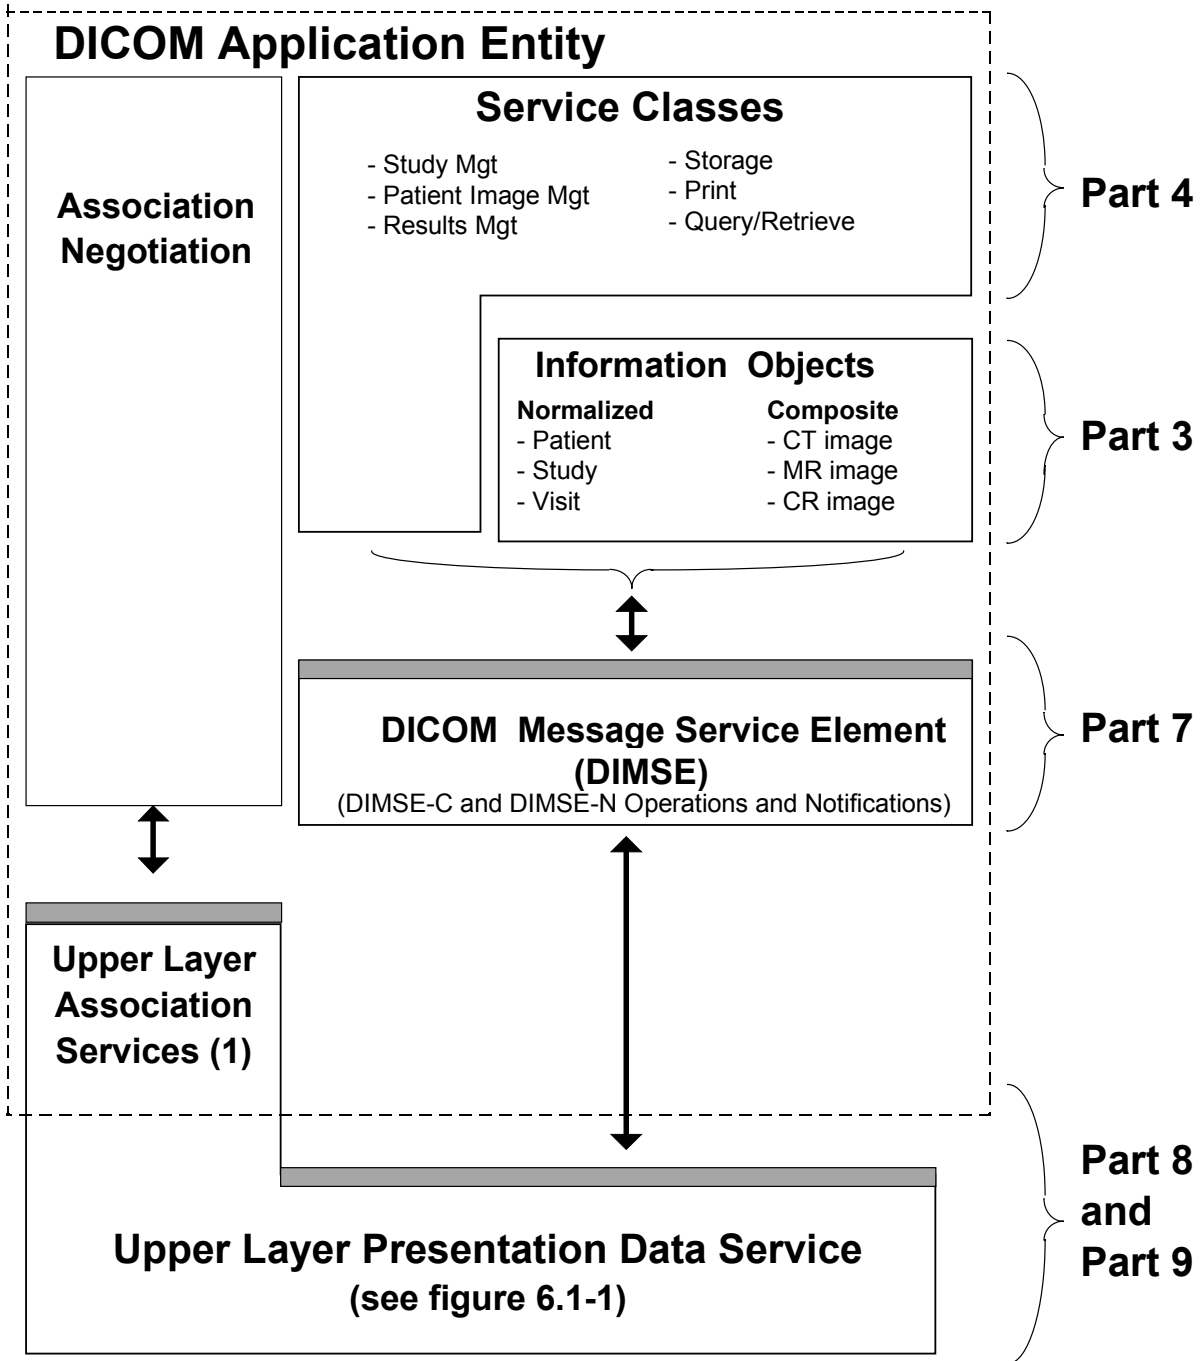 DICOM Application Entity
Association
Negotiation
Service Classes
- Study Mgt
- Patient Image Mgt
- Results Mgt
- Storage
- Print
- Query/Retrieve
Part 4
Information Objects
Normalized
- Patient
- Study
- Visit
Composite
- CT image
- MR image
- CR image
Part 3
DICOM Message Service Element
(DIMSE)
(DIMSE-C and DIMSE-N Operations and Notifications)
Part 7
Upper Layer
Association
Services (1)
Upper Layer Presentation Data Service
(see figure 6.1-1)
Part 8
and
Part 9